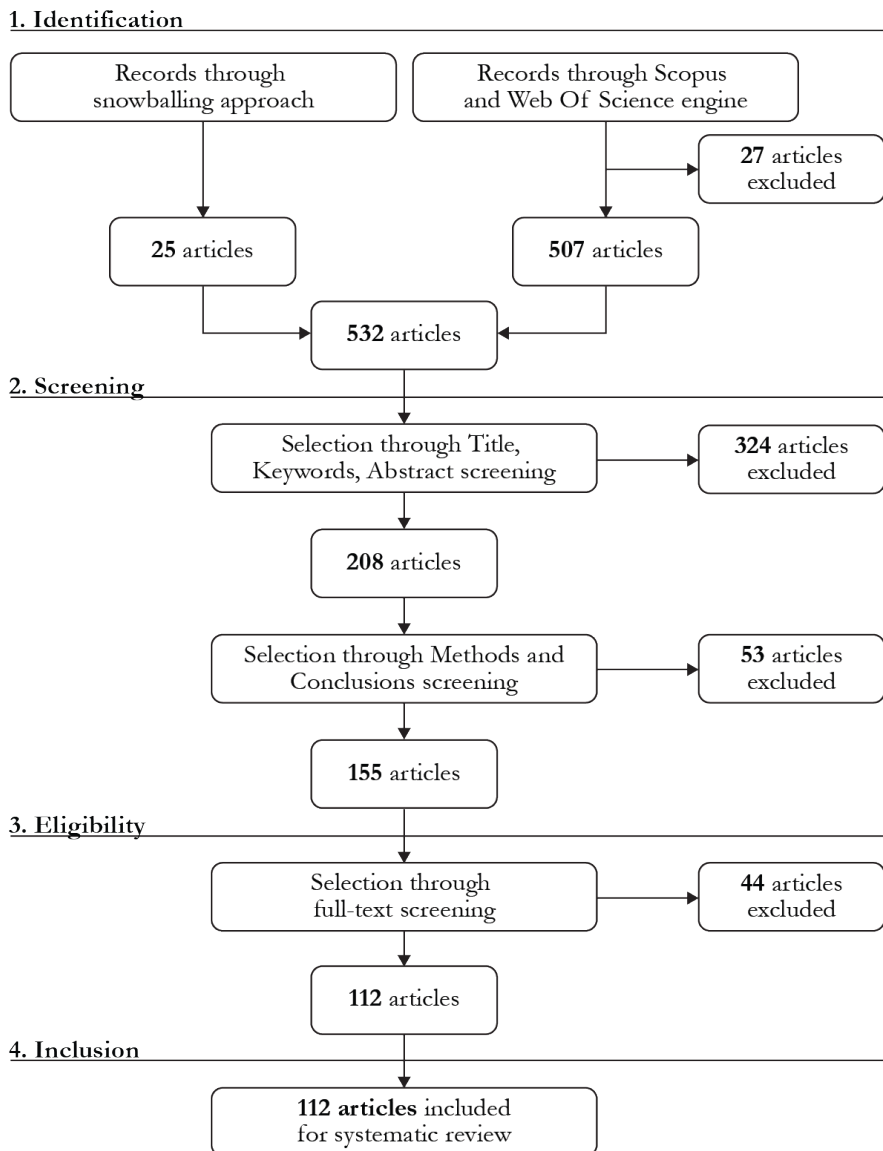 1. Identification
Records through
snowballing approach
Records through Scopus
and Web Of Science engine
27 articles
excluded
25 articles
507 articles
532 articles
2. Screening
Selection through Title,
Keywords, Abstract screening
324 articles
excluded
208 articles
Selection through Methods and
Conclusions screening
53 articles
excluded
155 articles
3. Eligibility
Selection through
full-text screening
44 articles
excluded
112 articles
4. Inclusion
112 articles included
for systematic review